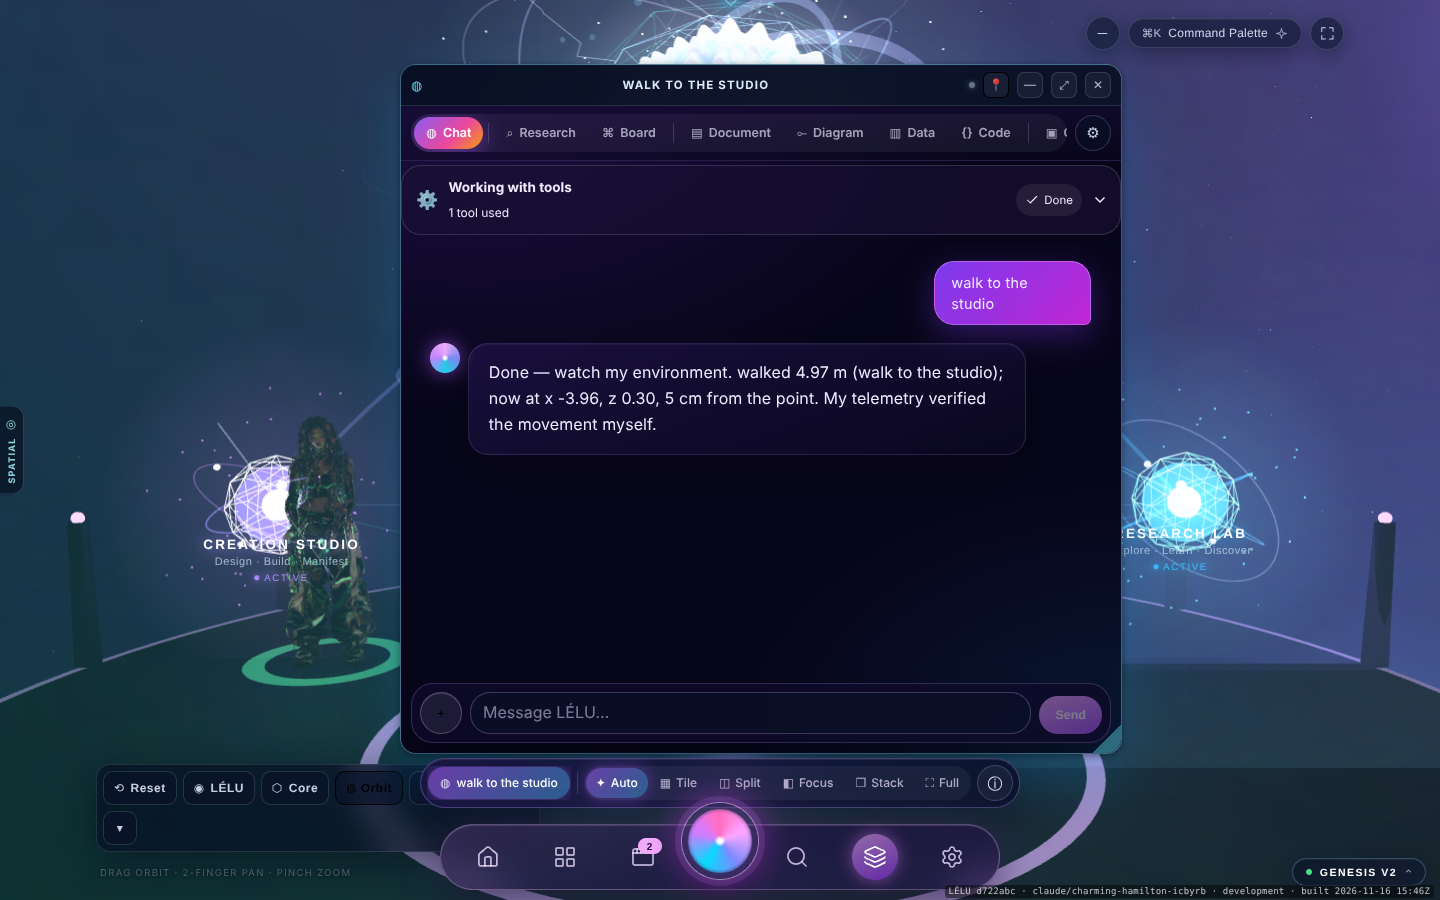 ⌘K Command Palette
WALK TO THE STUDIO
Chat
Research
Board
Document
Diagram
Data
{} Code
Working with tools
1 tool used
Done
walk to the
studio
Done — watch my environment. walked 4.97 m (walk to the studio);
now at x -3.96, z 0.30, 5 cm from the point. My telemetry verified
the movement myself.
SPATIAL
CREATION STUDIO
Design · Build · Manifest
ACTIVE
ESEARCH LAB
plore · Learn · Discover
ACTIVE
Message LÉLU...
Send
Reset
LÉLU
Core
Orbit
walk to the studio
Auto
Tile
Split
Focus
Stack
Full
2
DRAG ORBIT · 2-FINGER PAN · PINCH ZOOM
GENESIS V2
LÉLU d722abc · claude/charming-hamilton-icbyrb · development · built 2026-11-16 15:46Z